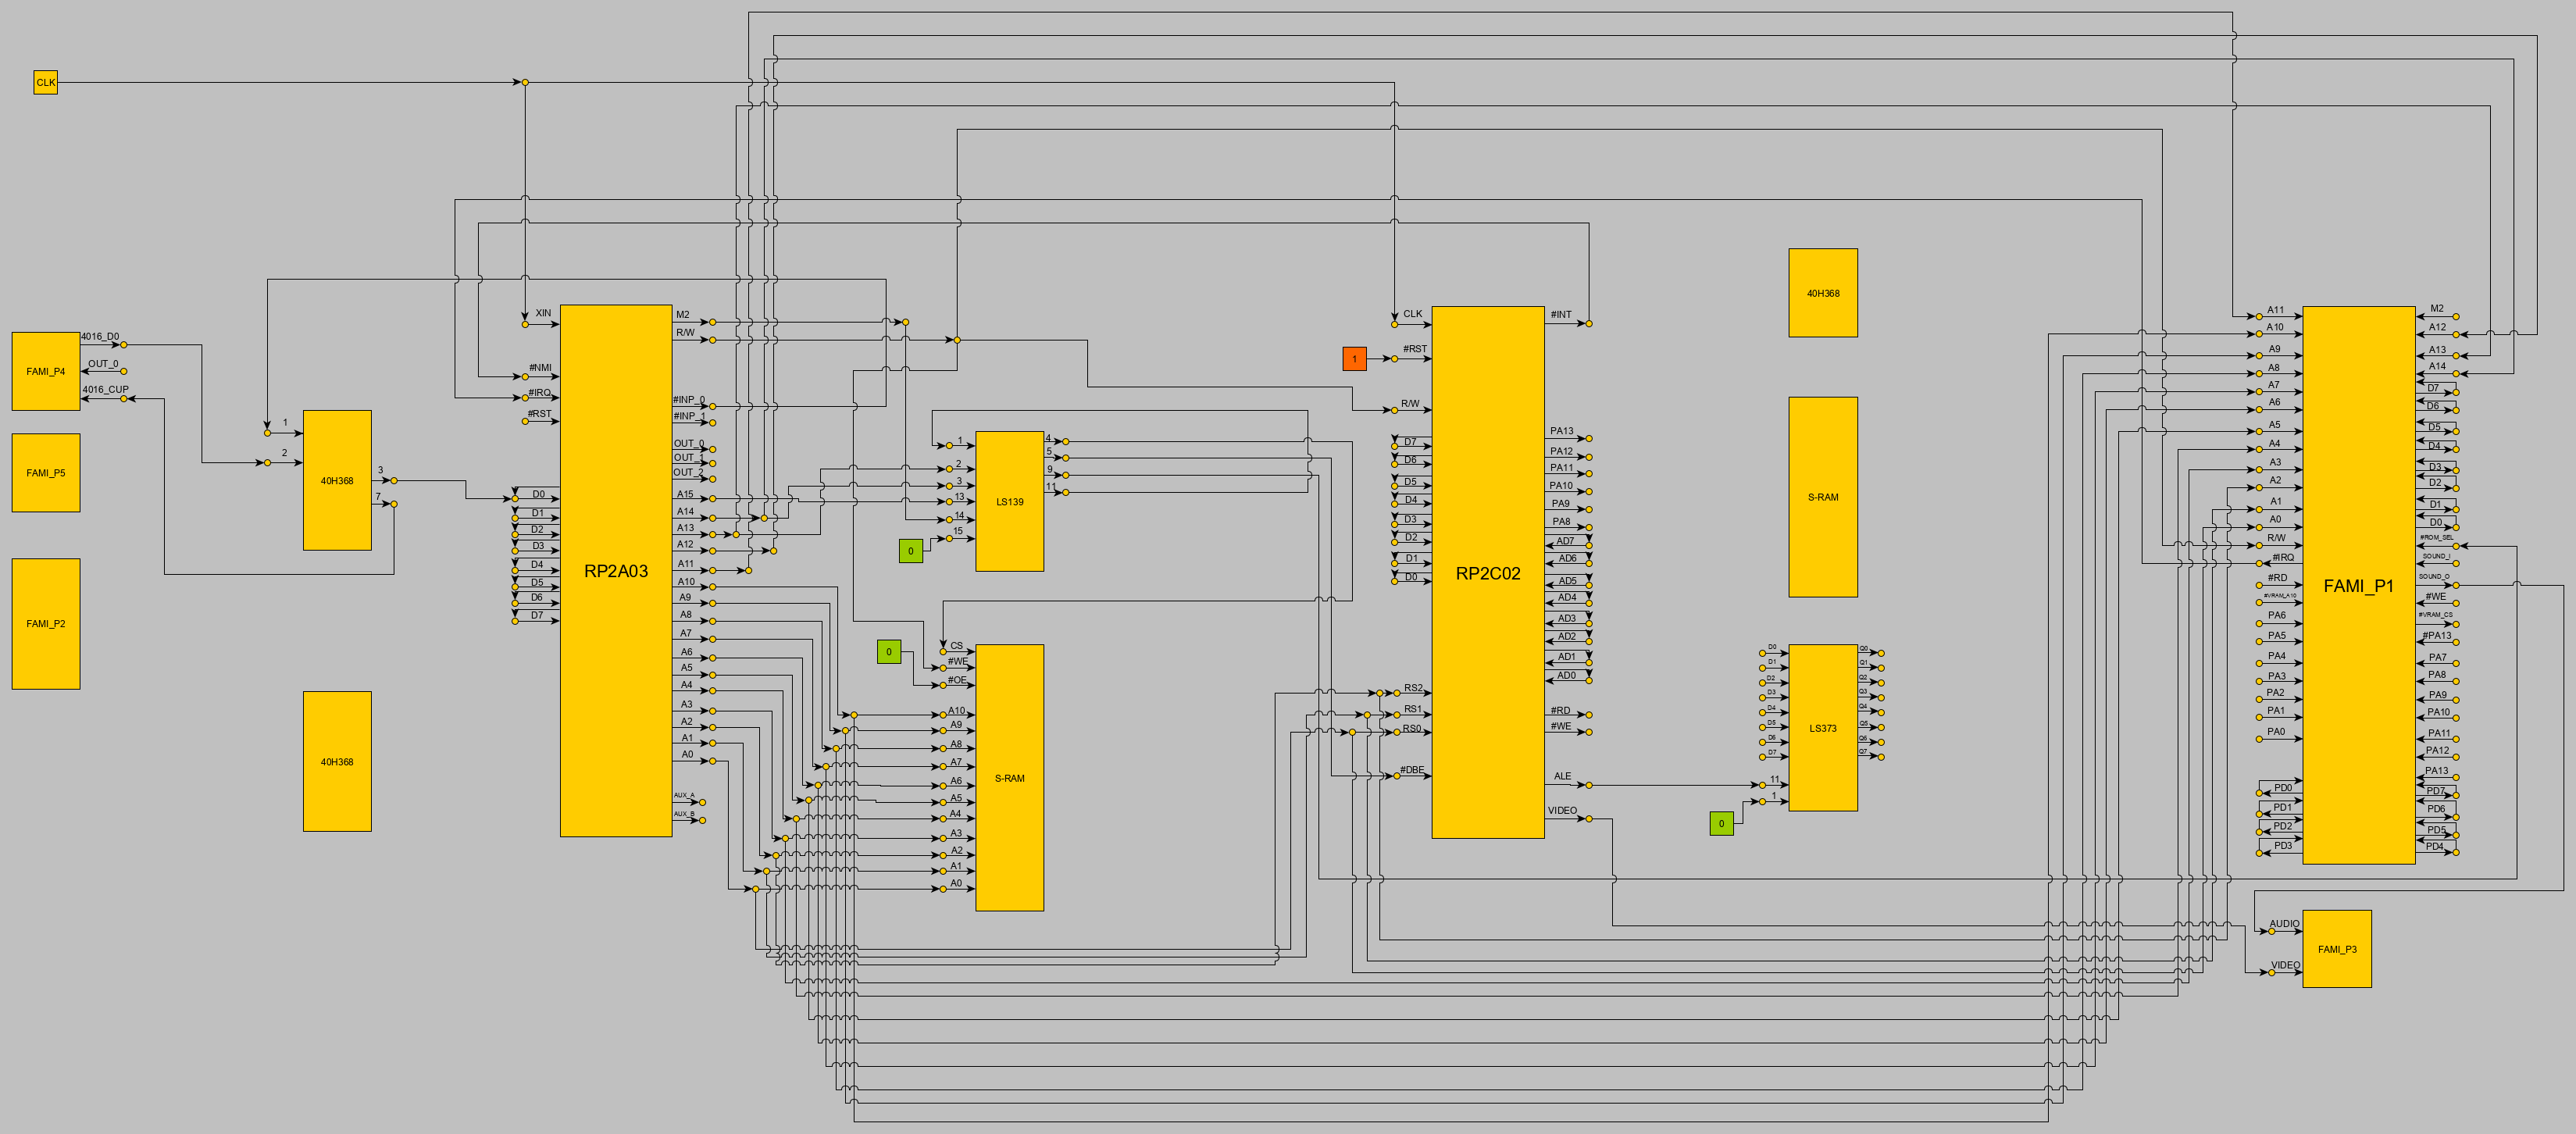 CLK
4016_D0
OUT_0
4016_CUP
FAMI_P4
FAMI_P5
FAMI_P2
1
2
3
7
40H368
40H368
XIN
#NMI
#IRQ
#RST
D0
D1
D2
D3
D4
D5
D6
D7
RP2A03
M2
R/W
#INP_0
#INP_1
OUT_0
OUT_1
OUT_2
A15
A14
A13
A12
A11
A10
A9
A8
A7
A6
A5
A4
A3
A2
A1
A0
AUX_A
AUX_B
1
2
3
13
14
15
0
LS139
4
5
9
11
0
CS
#WE
#OE
A10
A9
A8
A7
A6
A5
A4
A3
A2
A1
A0
S-RAM
1
CLK
#RST
R/W
D7
D6
D5
D4
D3
D2
D1
D0
RS2
RS1
RS0
#DBE
RP2C02
#INT
PA13
PA12
PA11
PA10
PA9
PA8
AD7
AD6
AD5
AD4
AD3
AD2
AD1
AD0
#RD
#WE
ALE
VIDEO
40H368
S-RAM
D0
D1
D2
D3
D4
D5
D6
D7
11
1
0
LS373
Q0
Q1
Q2
Q3
Q4
Q5
Q6
Q7
A11
A10
A9
A8
A7
A6
A5
A4
A3
A2
A1
A0
R/W
#IRQ
#RD
#VRAM_A10
PA6
PA5
PA4
PA3
PA2
PA1
PA0
PD0
PD1
PD2
PD3
FAMI_P1
M2
A12
A13
A14
D7
D6
D5
D4
D3
D2
D1
D0
#ROM_SEL
SOUND_I
SOUND_O
#WE
#VRAM_CS
#PA13
PA7
PA8
PA9
PA10
PA11
PA12
PA13
PD7
PD6
PD5
PD4
AUDIO
VIDEO
FAMI_P3